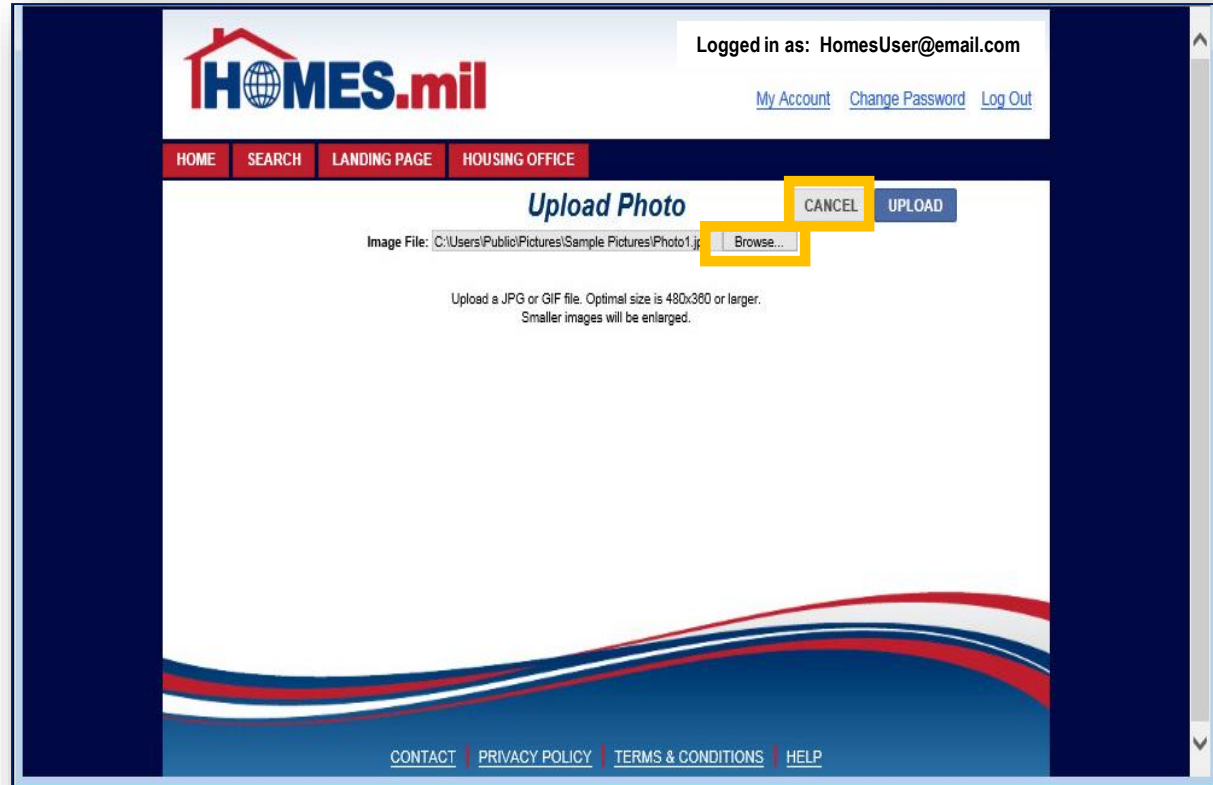 Logged in as: HomesUser@email.com
HOMES.mil
My Account Change Password Log Out
HOME SEARCH LANDING PAGE HOUSING OFFICE
Upload Photo CANCEL UPLOAD
Image File: C:\Users\Public\Pictures\Sample Pictures\Photo1.jp Browse...
Upload a JPG or GIF file. Optimal size is 480x360 or larger.
Smaller images will be enlarged.
CONTACT PRIVACY POLICY TERMS & CONDITIONS HELP